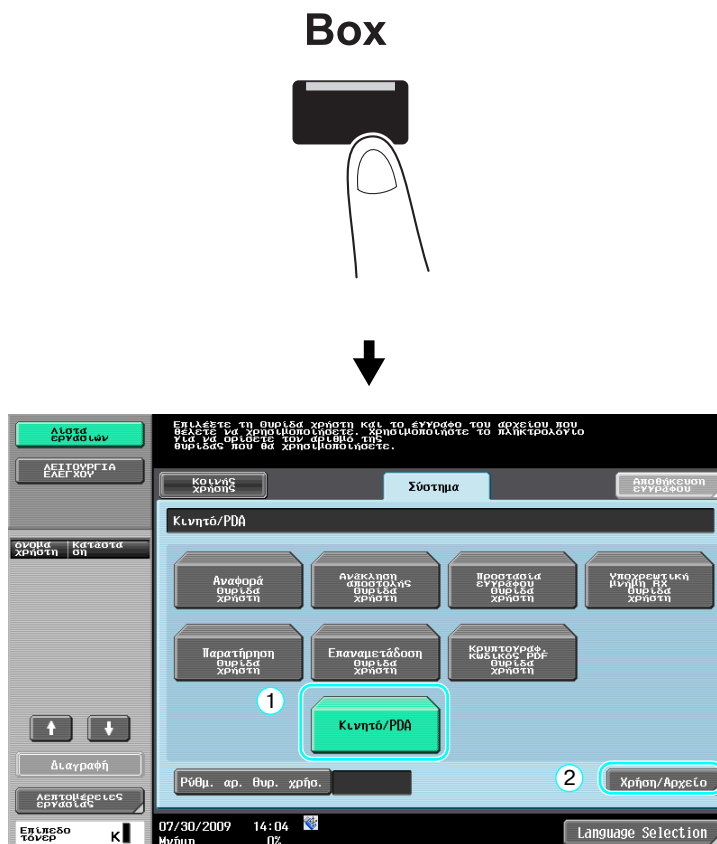 Box
Λίστα
εργασιών
Επιλέξτε τη θυρίδα χρήστη και το έγγραφο του αρχείου που
θέλετε να χρησιμοποιήσετε. Χρησιμοποιήστε το πληκτρολόγιο
για να ορίσετε τον αριθμό της
θυρίδας που θα χρησιμοποιήσετε.
ΛΕΙΤΟΥΡΓΙΑ
ΕΛΕΓΧΟΥ
Κοινής
χρήσης
Σύστημα
Αποθήκευση
εγγράφου
Κινητό/PDA
όνομα
χρήστη
Κατάστα
ση
Αναφορά
θυρίδα
χρήστη
Ανάκληση
αποστολής
θυρίδα
χρήστη
Προστασία
εγγράφου
θυρίδα
χρήστη
Υποχρεωτική
μνήμη RX
θυρίδα
χρήστη
Παρατήρηση
θυρίδα
χρήστη
Επαναμετάδοση
θυρίδα
χρήστη
Κρυπτογραφ.
κωδικός PDF
θυρίδα
χρήστη
1
Κινητό/PDA
Διαγραφή
Ρύθμ. αρ. θυρ. χρήσ.
2
Χρήση/Αρχείο
Λεπτομέρειες
εργασίας
Επίπεδο
τόνερ
K
07/30/2009 14:04
Μνήμη 0%
Language Selection